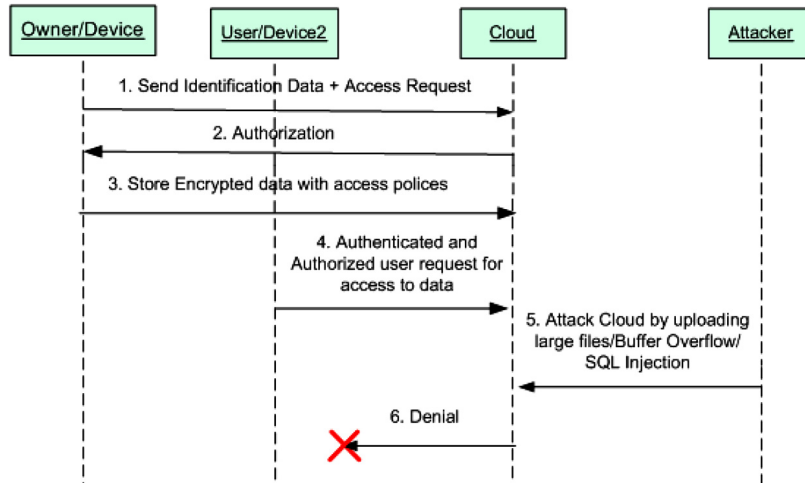 Owner/Device
User/Device2
Cloud
Attacker
1. Send Identification Data + Access Request
2. Authorization
3. Store Encrypted data with access polices
4. Authenticated and
Authorized user request for
access to data
5. Attack Cloud by uploading
large files/Buffer Overflow/
SQL Injection
6. Denial